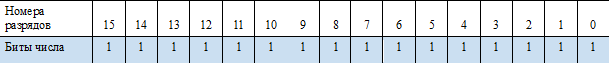 Номера
разрядов 15 14 13 12 11 10 9 8 7 6 5 4 3 2 1 0
Биты числа 1 1 1 1 1 1 1 1 1 1 1 1 1 1 1 1